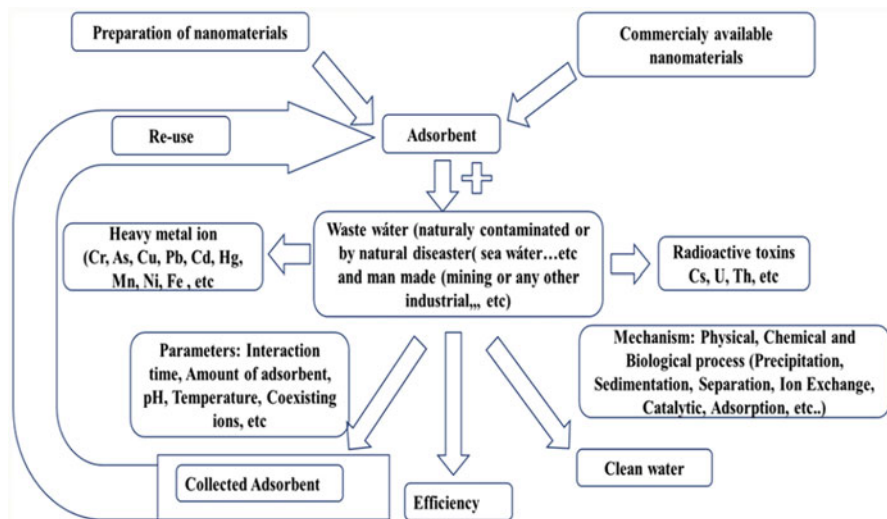 Preparation of nanomaterials
Commercialy available
nanomaterials
Re-use
Adsorbent
Heavy metal ion
(Cr, As, Cu, Pb, Cd, Hg,
Mn, Ni, Fe , etc
Waste wáter (naturaly contaminated or
by natural diseaster( sea wáter…etc
and man made (mining or any other
industrial,,, etc)
Radioactive toxins
Cs, U, Th, etc
Parameters: Interaction
time, Amount of adsorbent,
pH, Temperature, Coexisting
ions, etc
Mechanism: Physical, Chemical and
Biological process (Precipitation,
Sedimentation, Separation, Ion Exchange,
Catalytic, Adsorption, etc..)
Collected Adsorbent
Efficiency
Clean water